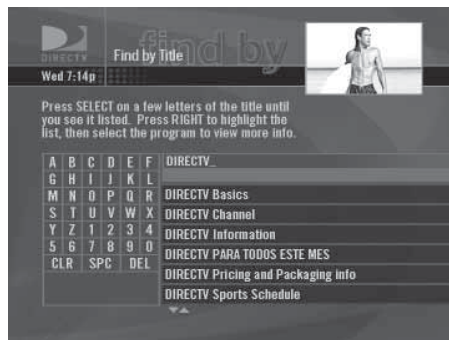 find by
DIRECTV
Find by Title
Wed 7:14p
Press SELECT on a few letters of the title until
you see it listed. Press RIGHT to highlight the
list, then select the program to view more info.
A B C D E F
G H I J K L
M N O P Q R
S T U V W X
Y Z 1 2 3 4
5 6 7 8 9 0
CLR SPC DEL
DIRECTV_
DIRECTV Basics
DIRECTV Channel
DIRECTV Information
DIRECTV PARA TODOS ESTE MES
DIRECTV Pricing and Packaging info
DIRECTV Sports Schedule